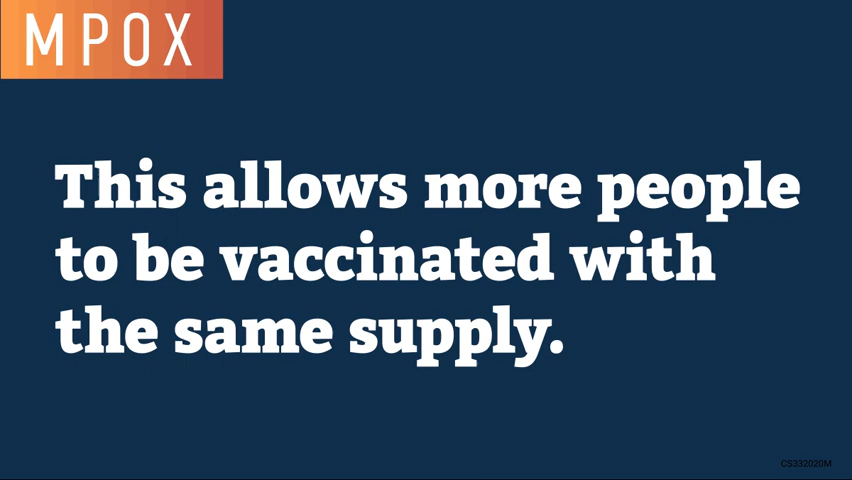 MPOX
This allows more people
to be vaccinated with
the same supply.
CS332020M